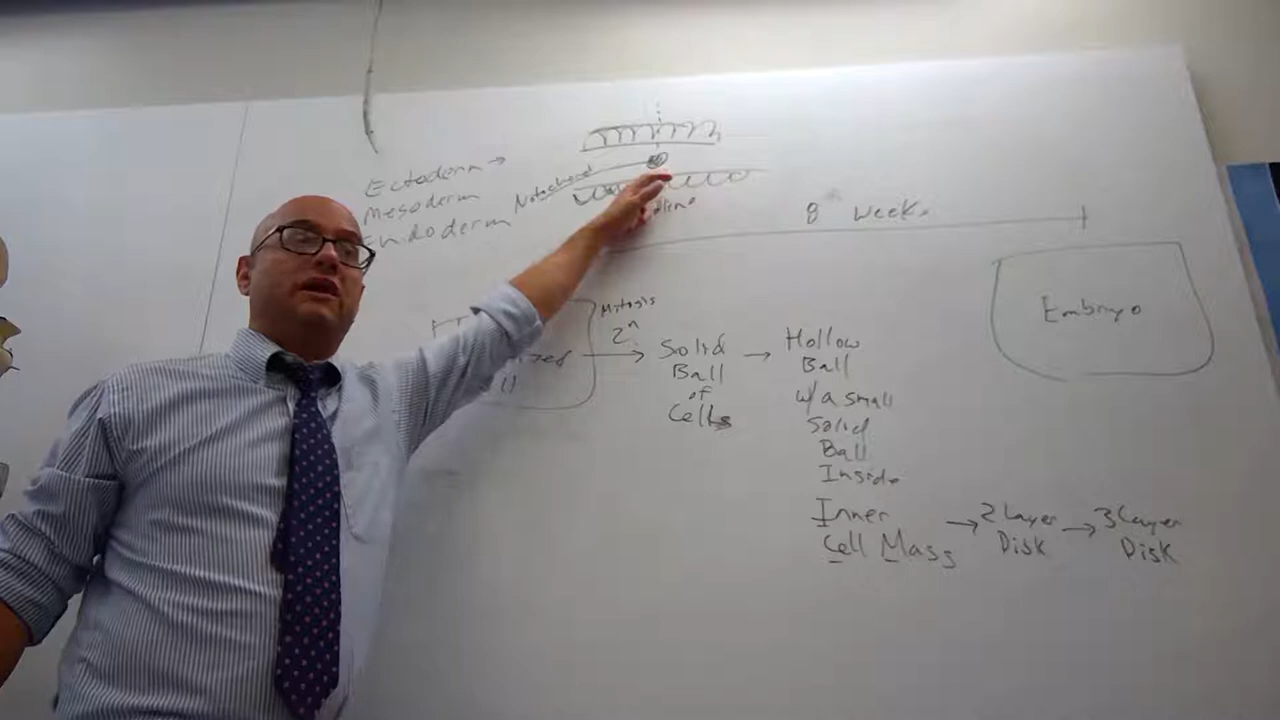 Ectoderm →
Mesoderm
Endoderm
Notochord
8 weeks
Mitosis
2ⁿ
Solid
Ball
of
Cells
→
Hollow
Ball
w/a small
Solid
Ball
Inside
Inner
Cell Mass
→ 2 Layer
Disk
→ 3 Layer
Disk
Embryo